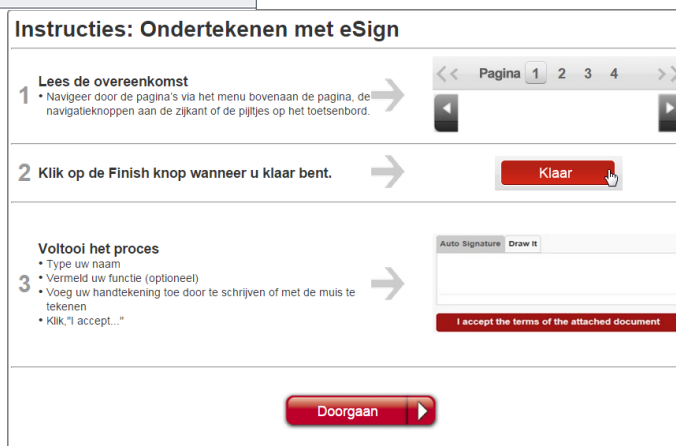 Instructies: Ondertekenen met eSign
1
Lees de overeenkomst
• Navigeer door de pagina's via het menu bovenaan de pagina, de
navigatieknoppen aan de zijkant of de pijltjes op het toetsenbord.
<< Pagina 1 2 3 4 >>
2 Klik op de Finish knop wanneer u klaar bent.
Klaar
3
Voltooi het proces
• Type uw naam
• Vermeld uw functie (optioneel)
• Voeg uw handtekening toe door te schrijven of met de muis te
tekenen
• Klik,"I accept..."
Auto Signature Draw It
I accept the terms of the attached document
Doorgaan